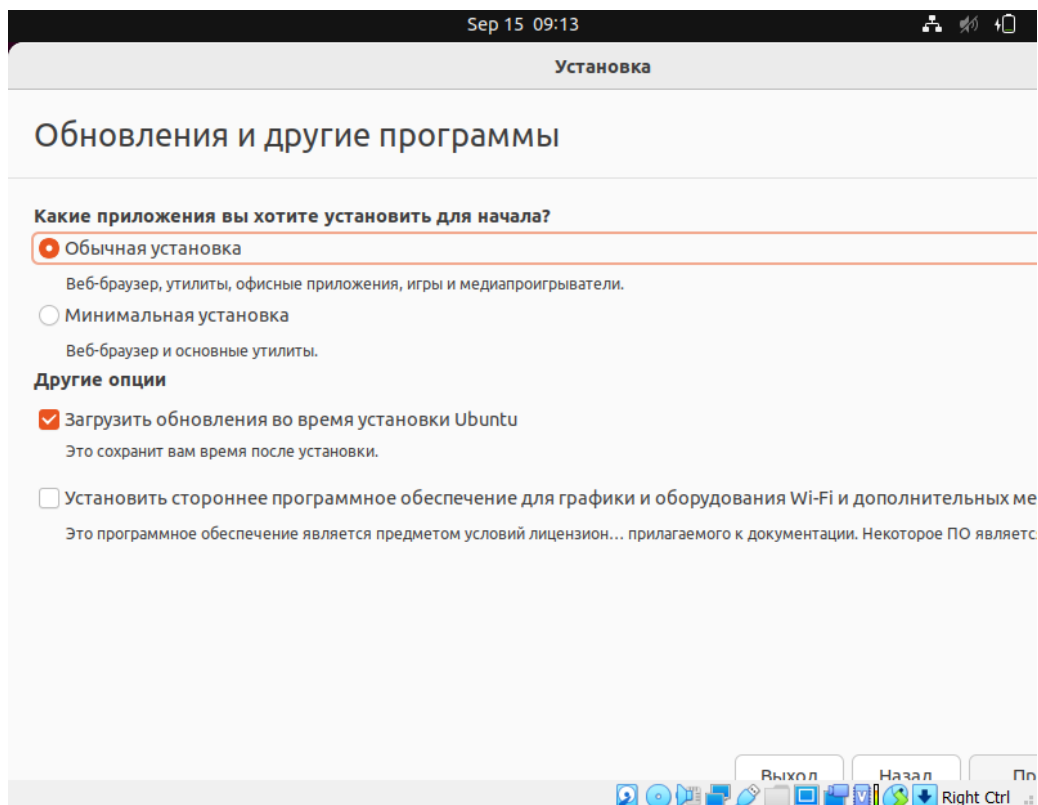 Sep 15 09:13
Установка
Обновления и другие программы
Какие приложения вы хотите установить для начала?
Обычная установка
Веб-браузер, утилиты, офисные приложения, игры и медиапроигрыватели.
Минимальная установка
Веб-браузер и основные утилиты.
Другие опции
Загрузить обновления во время установки Ubuntu
Это сохранит вам время после установки.
Установить стороннее программное обеспечение для графики и оборудования Wi-Fi и дополнительных ме
Это программное обеспечение является предметом условий лицензион... прилагаемого к документации. Некоторое ПО являетс
Выход Назад Пр
Right Ctrl